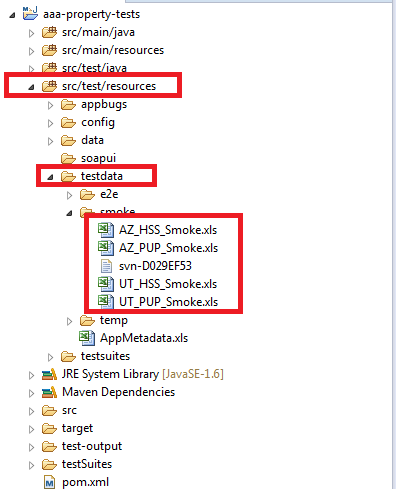 aaa-property-tests
src/main/java
src/main/resources
src/test/java
src/test/resources
appbugs
config
data
soapui
testdata
e2e
smoke
AZ_HSS_Smoke.xls
AZ_PUP_Smoke.xls
svn-D029EF53
UT_HSS_Smoke.xls
UT_PUP_Smoke.xls
temp
AppMetadata.xls
testsuites
JRE System Library [JavaSE-1.6]
Maven Dependencies
src
target
test-output
testSuites
pom.xml